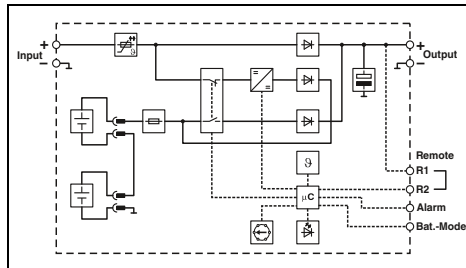 + +
Input Output
− −
=
=
Remote
ϑ
R1
µC R2
Alarm
Bat.-Mode